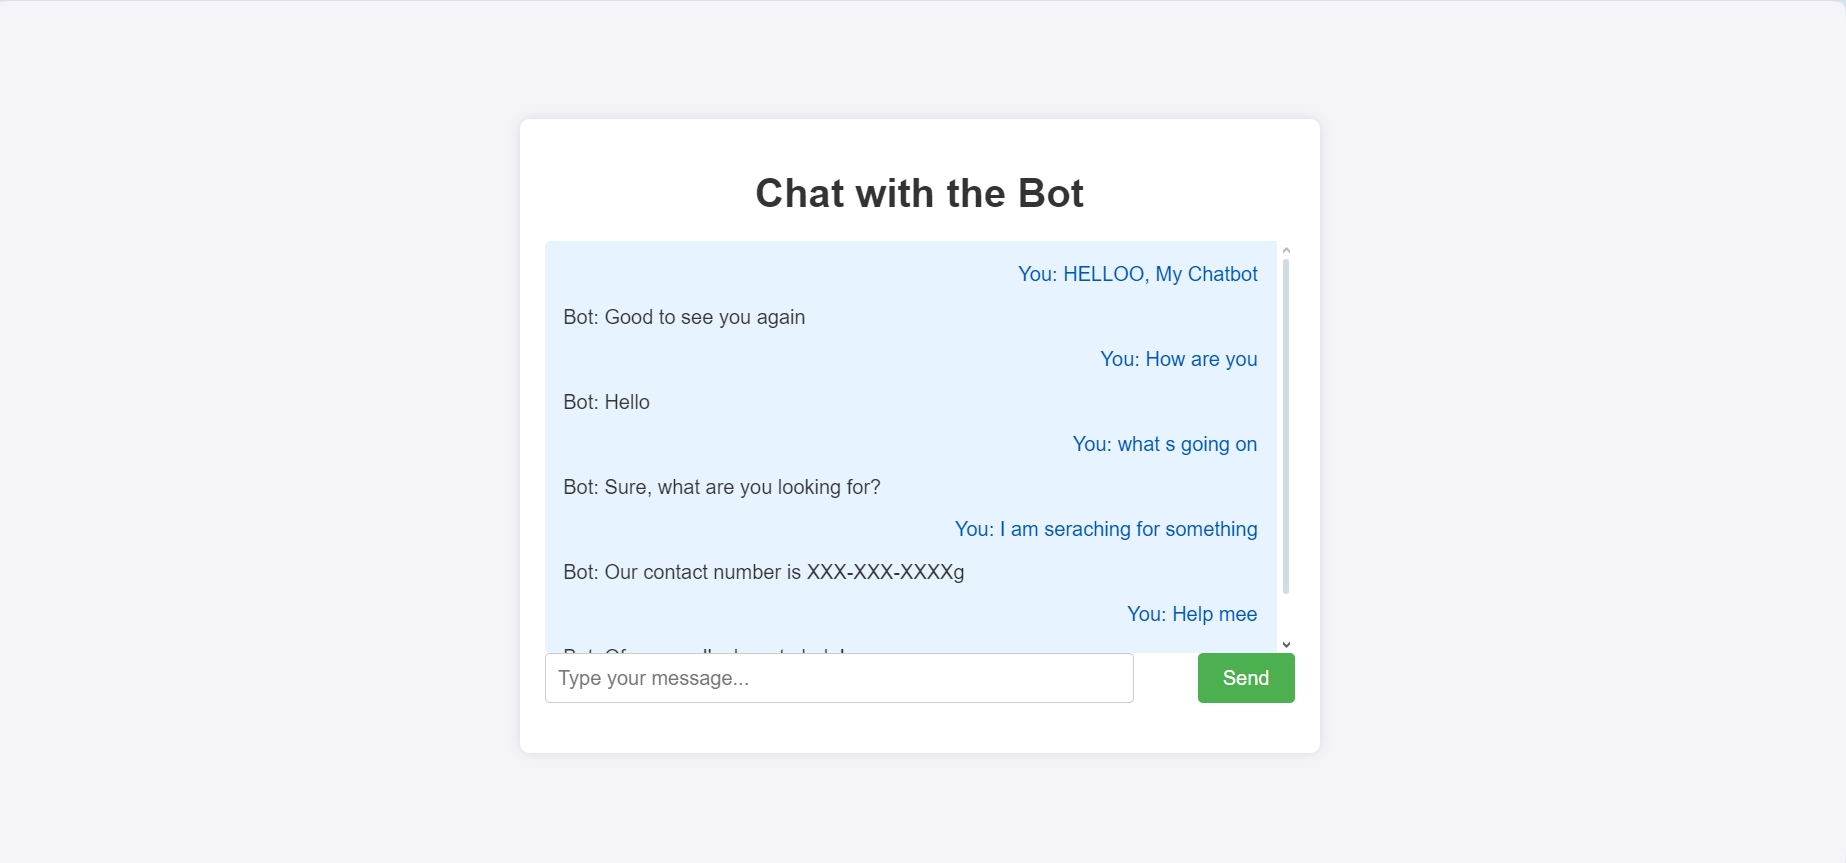 Chat with the Bot
You: HELLOO, My Chatbot
Bot: Good to see you again
You: How are you
Bot: Hello
You: what s going on
Bot: Sure, what are you looking for?
You: I am seraching for something
Bot: Our contact number is XXX-XXX-XXXXg
You: Help mee
Bot:
Type your message...
Send